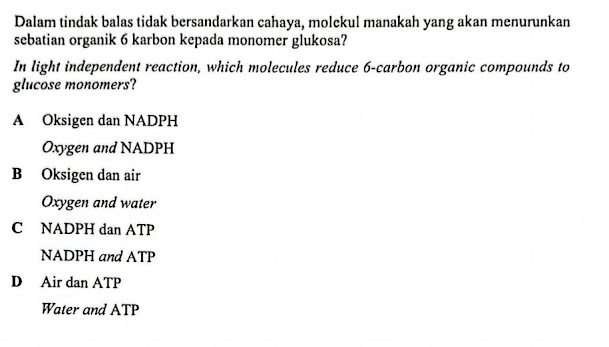 Dalam tindak balas tidak bersandarkan cahaya, molekul manakah yang akan menurunkan
sebatian organik 6 karbon kepada monomer glukosa?
In light independent reaction, which molecules reduce 6-carbon organic compounds to
glucose monomers?
A Oksigen dan NADPH
Oxygen and NADPH
B Oksigen dan air
Oxygen and water
C NADPH dan ATP
NADPH and ATP
D Air dan ATP
Water and ATP